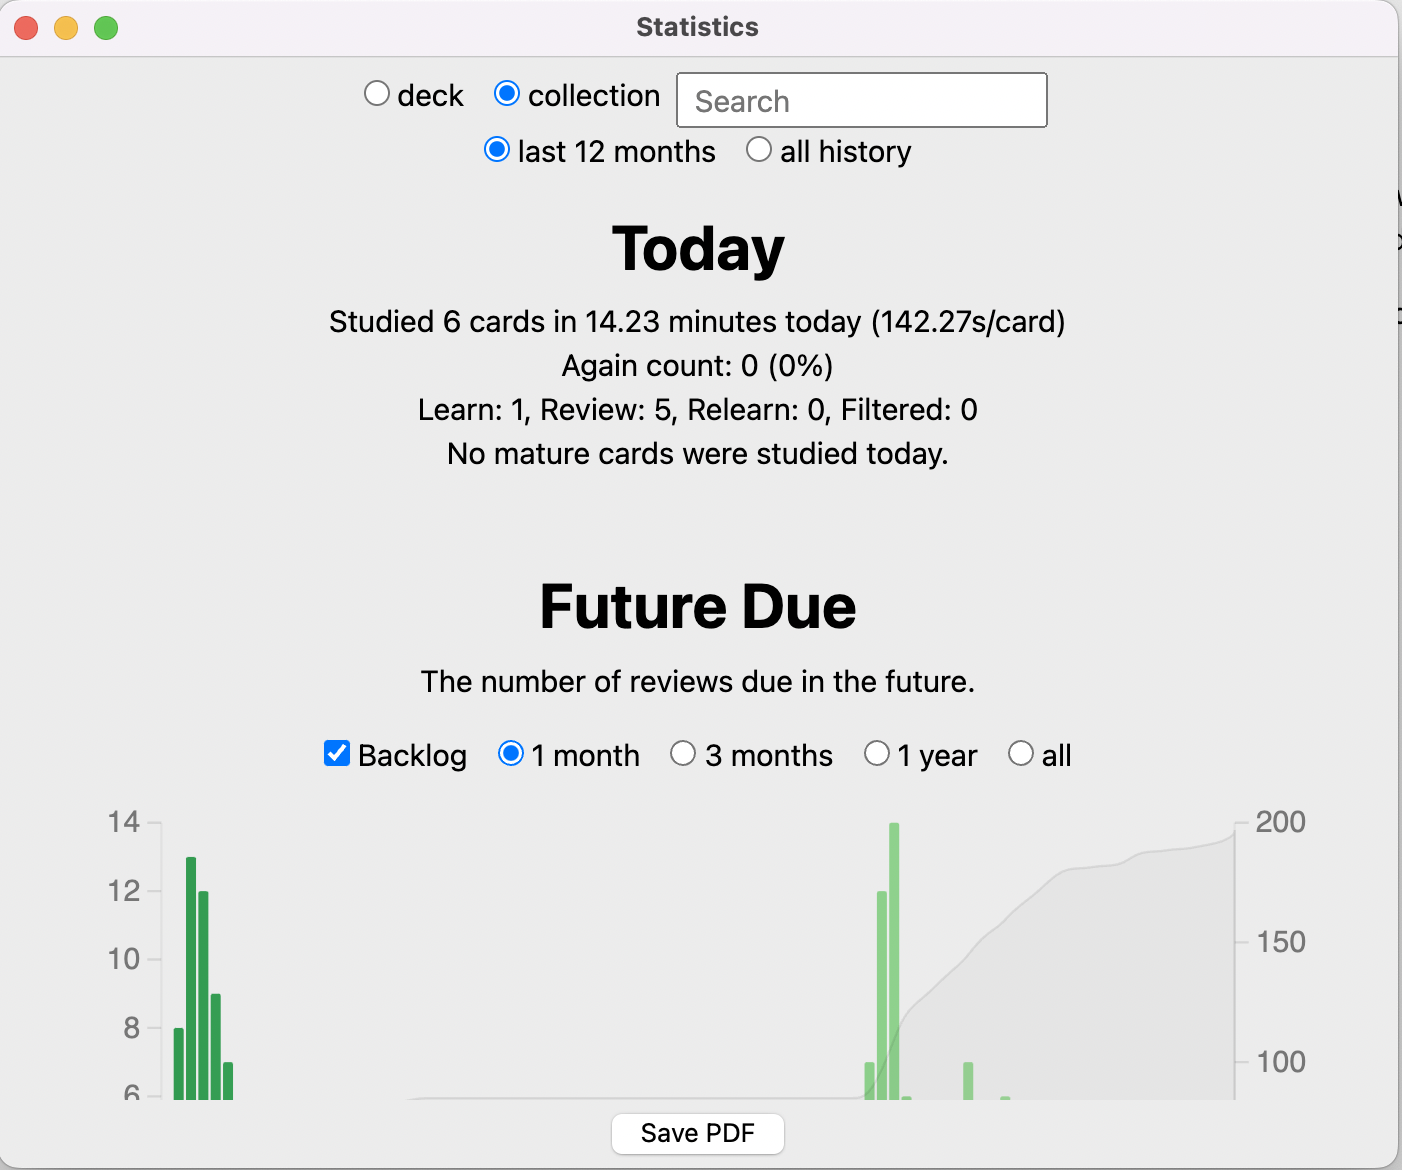 Statistics
deck collection Search
last 12 months all history
Today
Studied 6 cards in 14.23 minutes today (142.27s/card)
Again count: 0 (0%)
Learn: 1, Review: 5, Relearn: 0, Filtered: 0
No mature cards were studied today.
Future Due
The number of reviews due in the future.
Backlog 1 month 3 months 1 year all
14 200
12
10 150
8
6 100
Save PDF